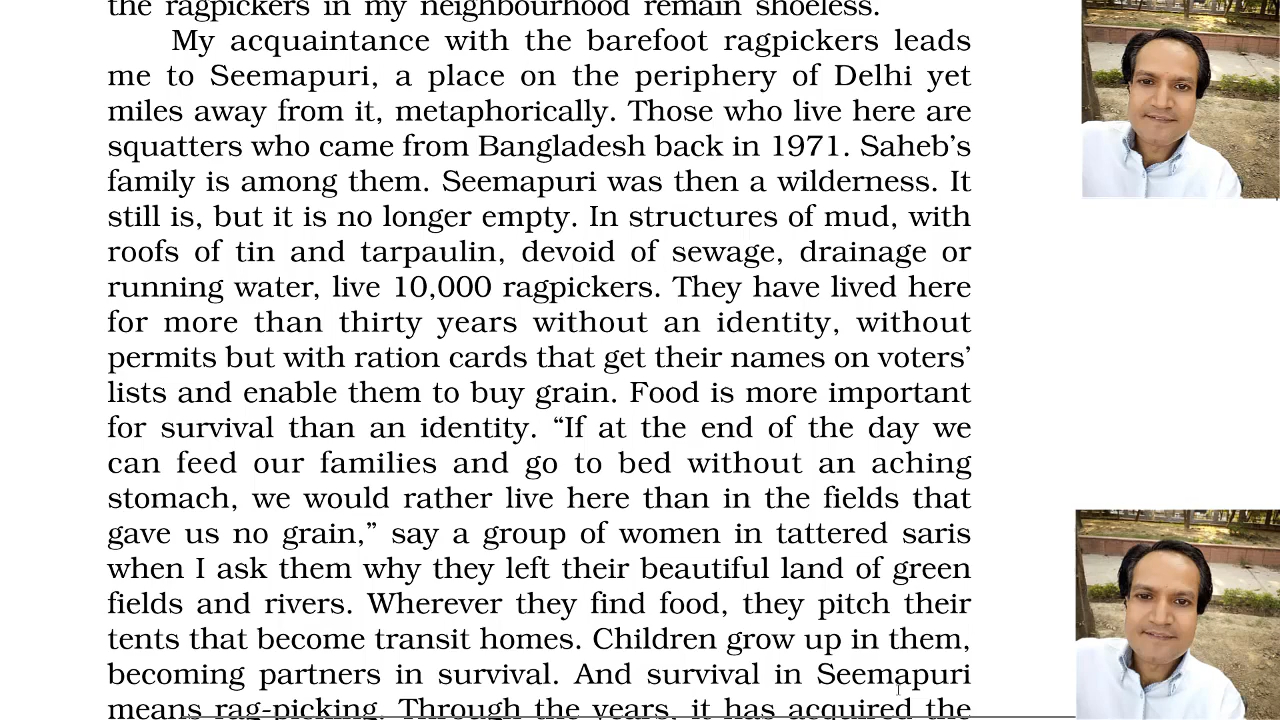 the ragpickers in my neighbourhood remain shoeless.
My acquaintance with the barefoot ragpickers leads
me to Seemapuri, a place on the periphery of Delhi yet
miles away from it, metaphorically. Those who live here are
squatters who came from Bangladesh back in 1971. Saheb’s
family is among them. Seemapuri was then a wilderness. It
still is, but it is no longer empty. In structures of mud, with
roofs of tin and tarpaulin, devoid of sewage, drainage or
running water, live 10,000 ragpickers. They have lived here
for more than thirty years without an identity, without
permits but with ration cards that get their names on voters’
lists and enable them to buy grain. Food is more important
for survival than an identity. “If at the end of the day we
can feed our families and go to bed without an aching
stomach, we would rather live here than in the fields that
gave us no grain,” say a group of women in tattered saris
when I ask them why they left their beautiful land of green
fields and rivers. Wherever they find food, they pitch their
tents that become transit homes. Children grow up in them,
becoming partners in survival. And survival in Seemapuri
means rag-picking. Through the years, it has acquired the